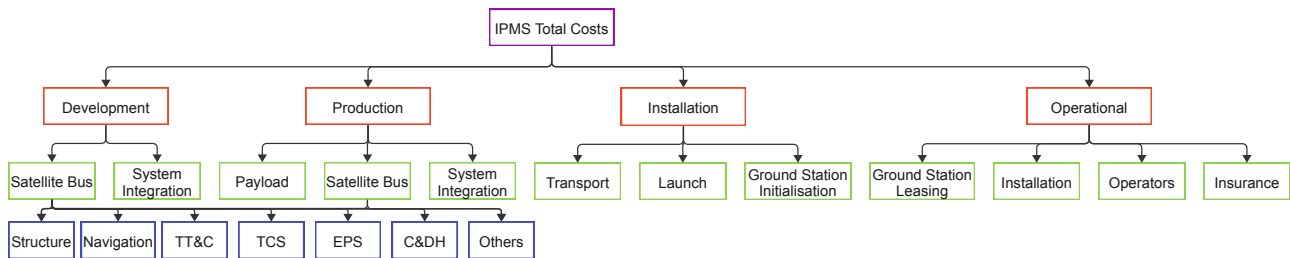 IPMS Total Costs
Development
Production
Installation
Operational
Satellite Bus
System
Integration
Payload
Satellite Bus
System
Integration
Transport
Launch
Ground Station
Initialisation
Ground Station
Leasing
Installation
Operators
Insurance
Structure
Navigation
TT&C
TCS
EPS
C&DH
Others